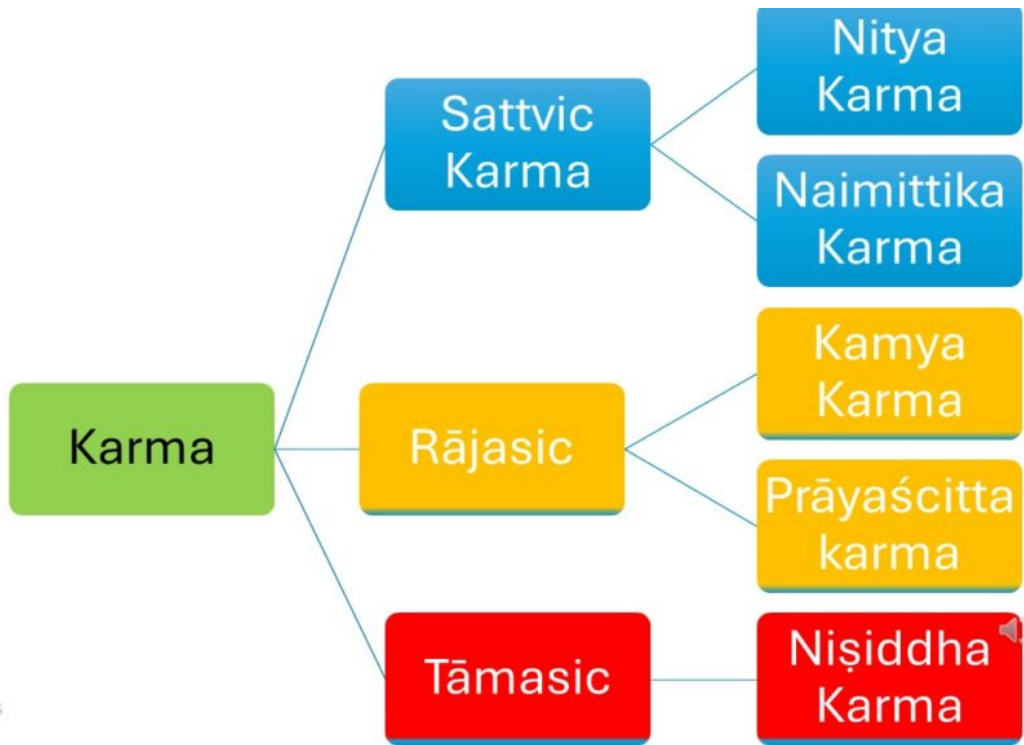 Karma
Sattvic
Karma
Nitya
Karma
Naimittika
Karma
Rājasic
Kamya
Karma
Prāyaścitta
karma
Tāmasic
Niṣiddha
Karma